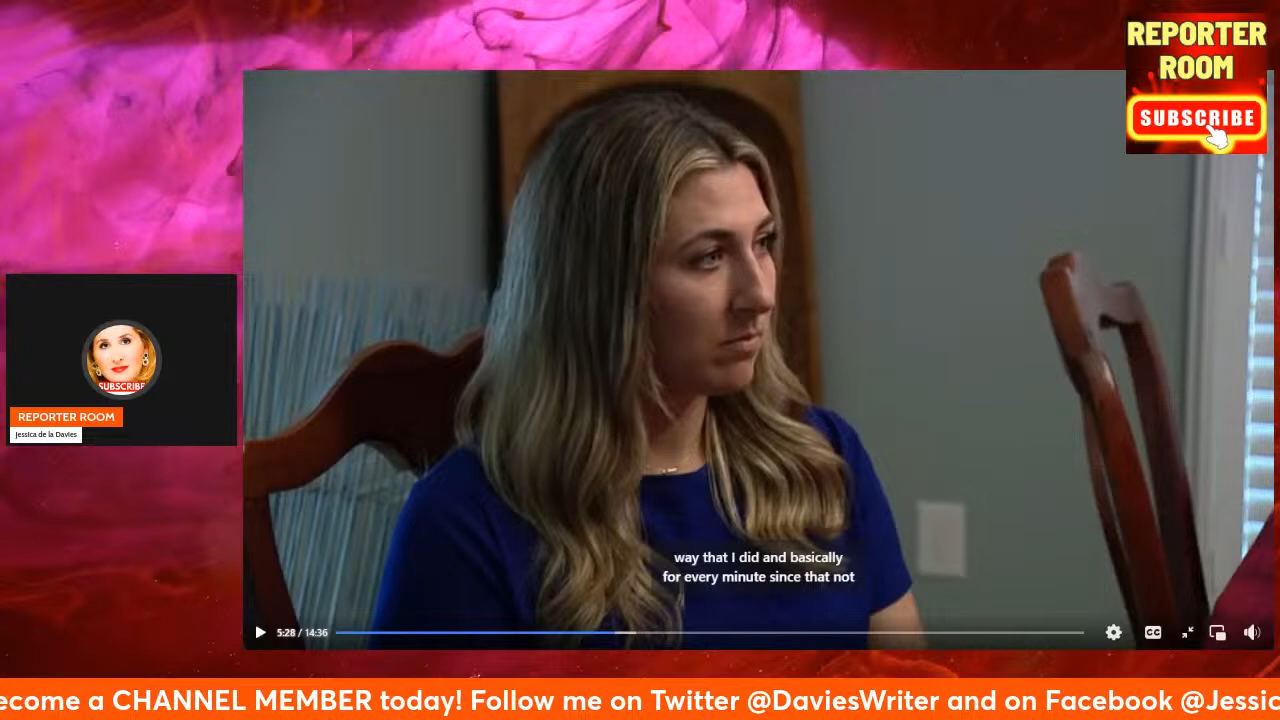 REPORTER
ROOM
SUBSCRIBE
SUBSCRIBE
REPORTER ROOM
Jessica de la Davies
way that I did and basically
for every minute since that not
5:28 / 14:36
CC
ecome a CHANNEL MEMBER today! Follow me on Twitter @DaviesWriter and on Facebook @Jessic